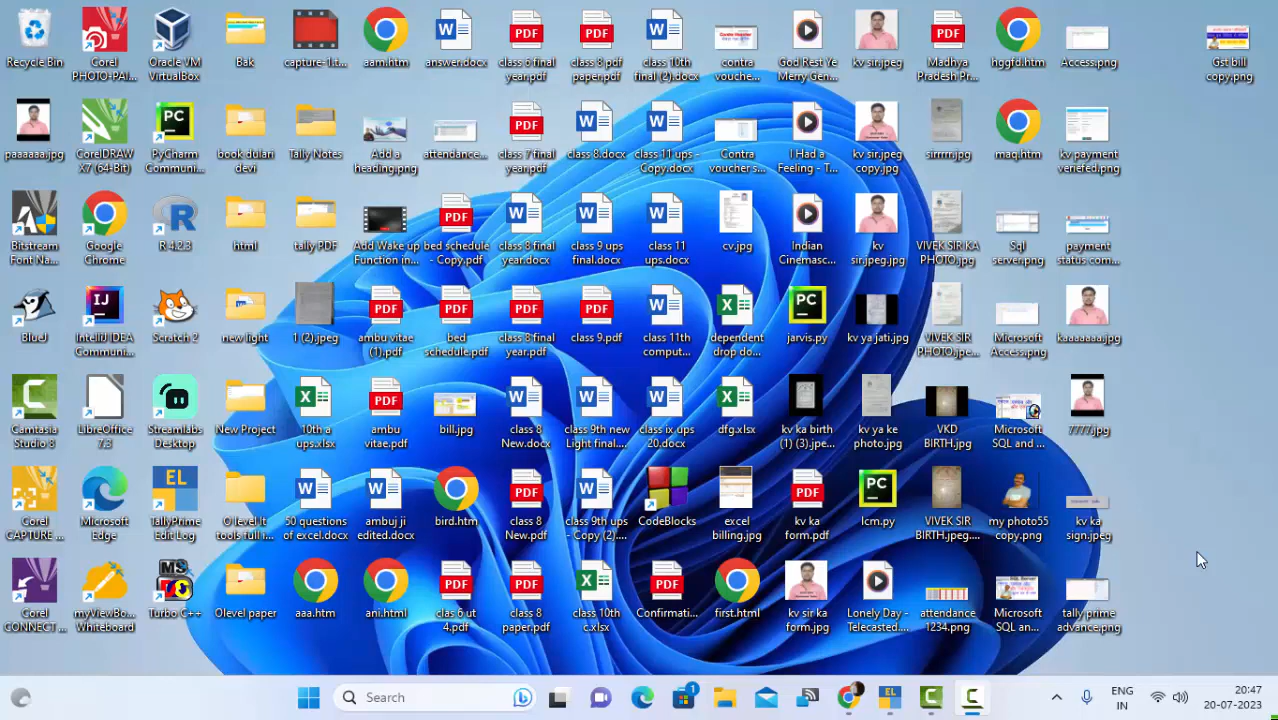 Recycle Bin
Corel PHOTO-PAI...
Oracle VM VirtualBox
Bak
capture-1.t...
aam.htm
answer.docx
class 6 final year.pdf
class 8 pdf paper.pdf
class 10th final (2).docx
contra vouche...
God Rest Ye Merry Gen...
kv sir.jpeg
Madhya Pradesh Pr...
hggfd.htm
Access.png
Gst bill copy.png
paaaaaa.jpg
CorelDRAW X7 (64-Bit)
PyCharm Communi...
book dulari devi
Tally Notes
Add a heading.png
attendance...
class 7 final year.pdf
class 8.docx
class 11 ups - Copy.docx
Contra voucher s...
I Had a Feeling - T...
kv sir.jpeg copy.jpg
sirrrrr.jpg
maq.htm
kv payment veriefed.png
Bitstream Font Na...
Google Chrome
R 4.2.3
html
tally PDF
Add Wake up Function in...
bed schedule - Copy.pdf
class 8 final year.docx
class 9 ups final.docx
class 11 ups.docx
cv.jpg
Indian Cinemasc...
kv sir.jpeg.jpg
VIVEK SIR KA PHOTO.jpg
Sql server.png
payment status com...
BlueJ
IntelliJ IDEA Communi...
Scratch 2
new light
1 (2).jpeg
ambu vitae (1).pdf
bed schedule.pdf
class 8 final year.pdf
class 9.pdf
class 11th comput...
dependent drop do...
jarvis.py
kv ya jati.jpg
VIVEK SIR PHOTO.jpe...
Microsoft Access.png
kaaaaaaa.jpg
Camtasia Studio 8
LibreOffice 7.3
Streamlabs Desktop
New Project
10th a ups.xlsx
ambu vitae.pdf
bill.jpg
class 8 New.docx
class 9th new Light final....
class ix ups 20.docx
dfg.xlsx
kv ka birth (1) (3).jpe...
kv ya ke photo.jpg
VKD BIRTH.jpg
Microsoft SQL and ...
7777.jpg
Corel CAPTURE ...
Microsoft Edge
TallyPrime Edit Log
O level It tools full i...
50 questions of excel.docx
ambuj ji edited.docx
bird.htm
class 8 New.pdf
class 9th ups - Copy (2)....
CodeBlocks
excel billing.jpg
kv ka form.pdf
lcm.py
VIVEK SIR BIRTH.jpeg....
my photo55 copy.png
kv ka sign.jpeg
Corel CONNECT ...
myViewBo... Whiteboard
Turbo C++
Olevel paper
aaa.htm
ani.html
clas 6 ut 4.pdf
class 8 paper.pdf
class 10th c.xlsx
Confirmati...
first.html
kv sir ka form.jpg
Lonely Day - Telecasted....
attendance 1234.png
Microsoft SQL an...
tally prime advance.png
Search
1
ENG
IN
20:47
20-07-2023